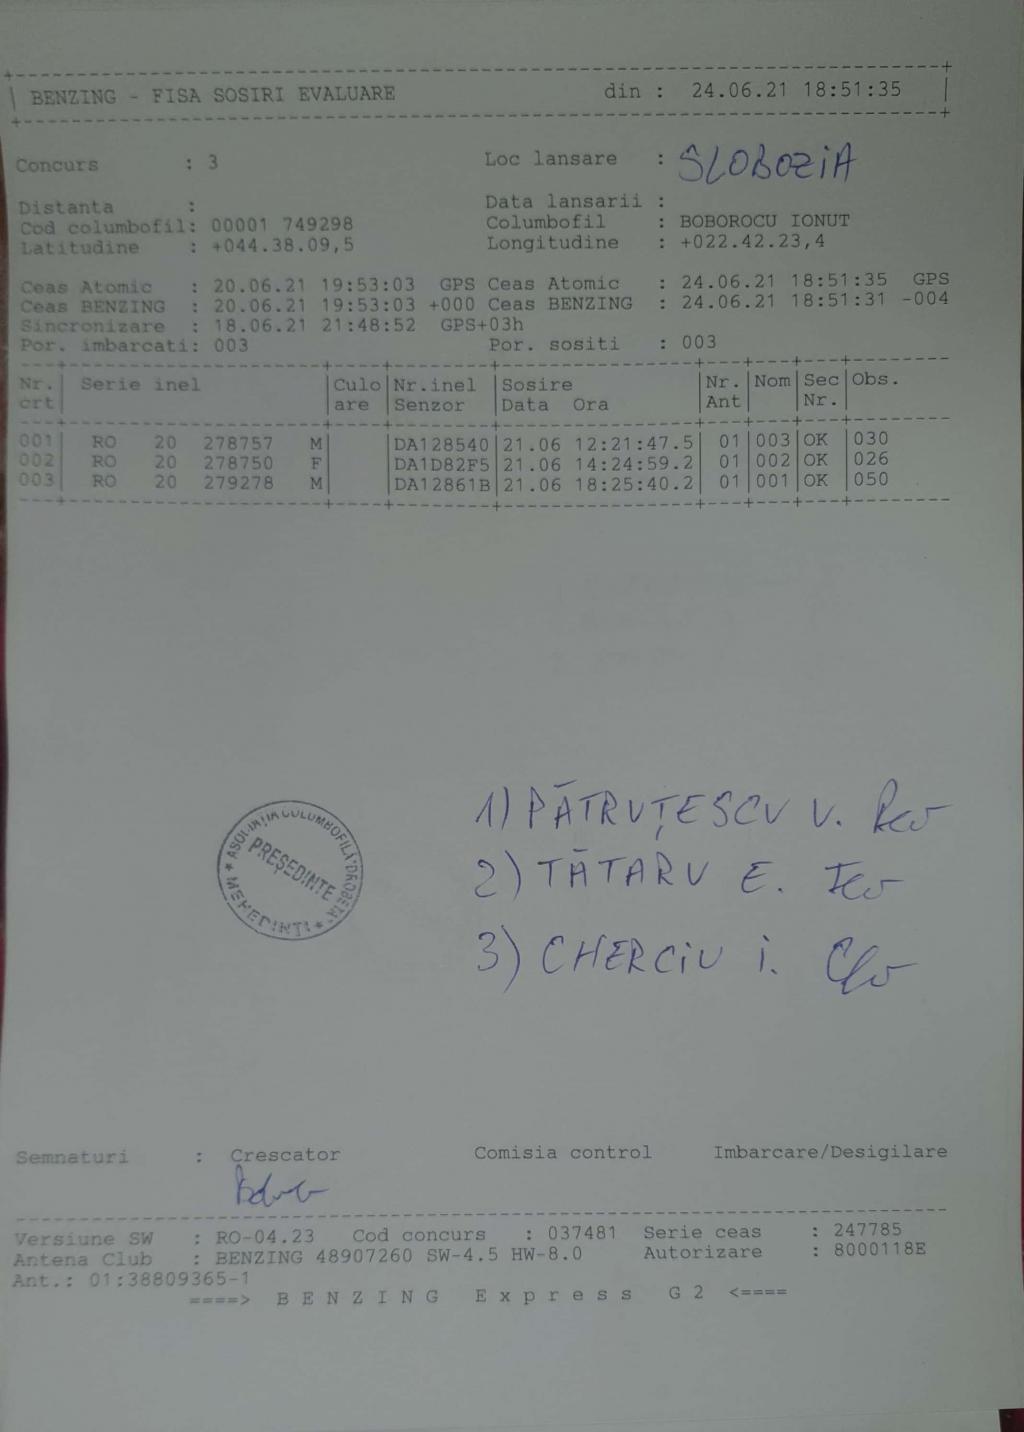 BENZING - FISA SOSIRI EVALUARE din : 24.06.21 18:51:35
Concurs : 3 Loc lansare : SLOBOZIA
Distanta : Data lansarii :
Cod columbofil: 00001 749298 Columbofil : BOBOROCU IONUT
Latitudine : +044.38.09,5 Longitudine : +022.42.23,4
Ceas Atomic : 20.06.21 19:53:03 GPS Ceas Atomic : 24.06.21 18:51:35 GPS
Ceas BENZING : 20.06.21 19:53:03 +000 Ceas BENZING : 24.06.21 18:51:31 -004
Sincronizare : 18.06.21 21:48:52 GPS+03h
Por. imbarcati: 003 Por. sositi : 003
Nr. Serie inel Culo Nr.inel Sosire Nr. Nom Sec Obs.
crt are Senzor Data Ora Ant Nr.
001 RO 20 278757 M DA128540 21.06 12:21:47.5 01 003 OK 030
002 RO 20 278750 F DA1D82F5 21.06 14:24:59.2 01 002 OK 026
003 RO 20 279278 M DA12861B 21.06 18:25:40.2 01 001 OK 050
1) PĂTRUȚESCU V.
2) TĂTARU E.
3) CHERCIU I.
ASOCIAȚIA COLUMBOFILĂ "DROBETA"
PREȘEDINTE
* MEHEDINȚI *
Semnaturi : Crescator Comisia control Imbarcare/Desigilare
Versiune SW : RO-04.23 Cod concurs : 037481 Serie ceas : 247785
Antena Club : BENZING 48907260 SW-4.5 HW-8.0 Autorizare : 8000118E
Ant.: 01:38809365-1
====> B E N Z I N G E x p r e s s G 2 <====